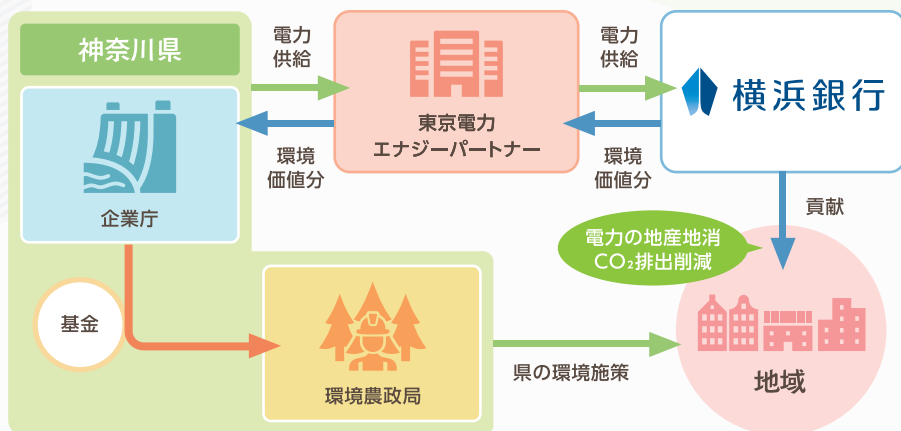 神奈川県
企業庁
電力
供給
環境
価値分
東京電力
エナジーパートナー
電力
供給
環境
価値分
横浜銀行
貢献
電力の地産地消
CO₂排出削減
地域
基金
環境農政局
県の環境施策